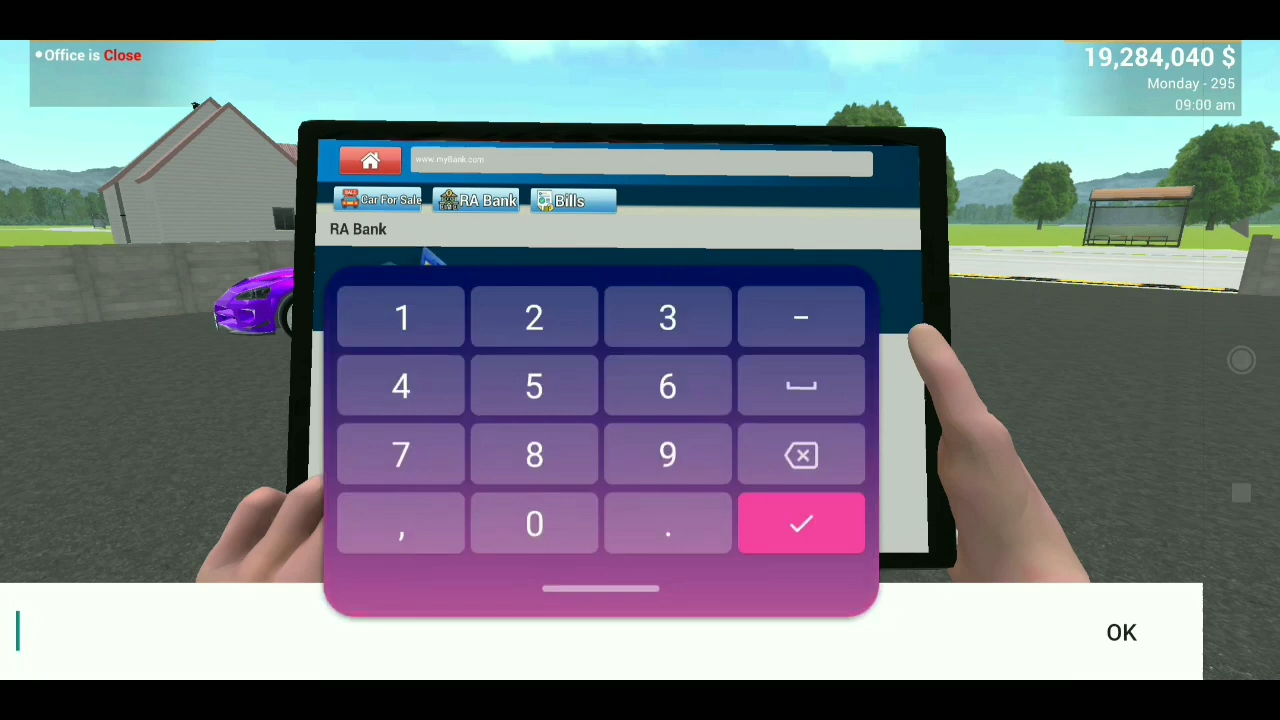 Office is Close
19,284,040 $
Monday - 295
09:00 am
www.myBank.com
Car For Sale
RA Bank
Bills
RA Bank
1 2 3 -
4 5 6
7 8 9
, 0 .
OK